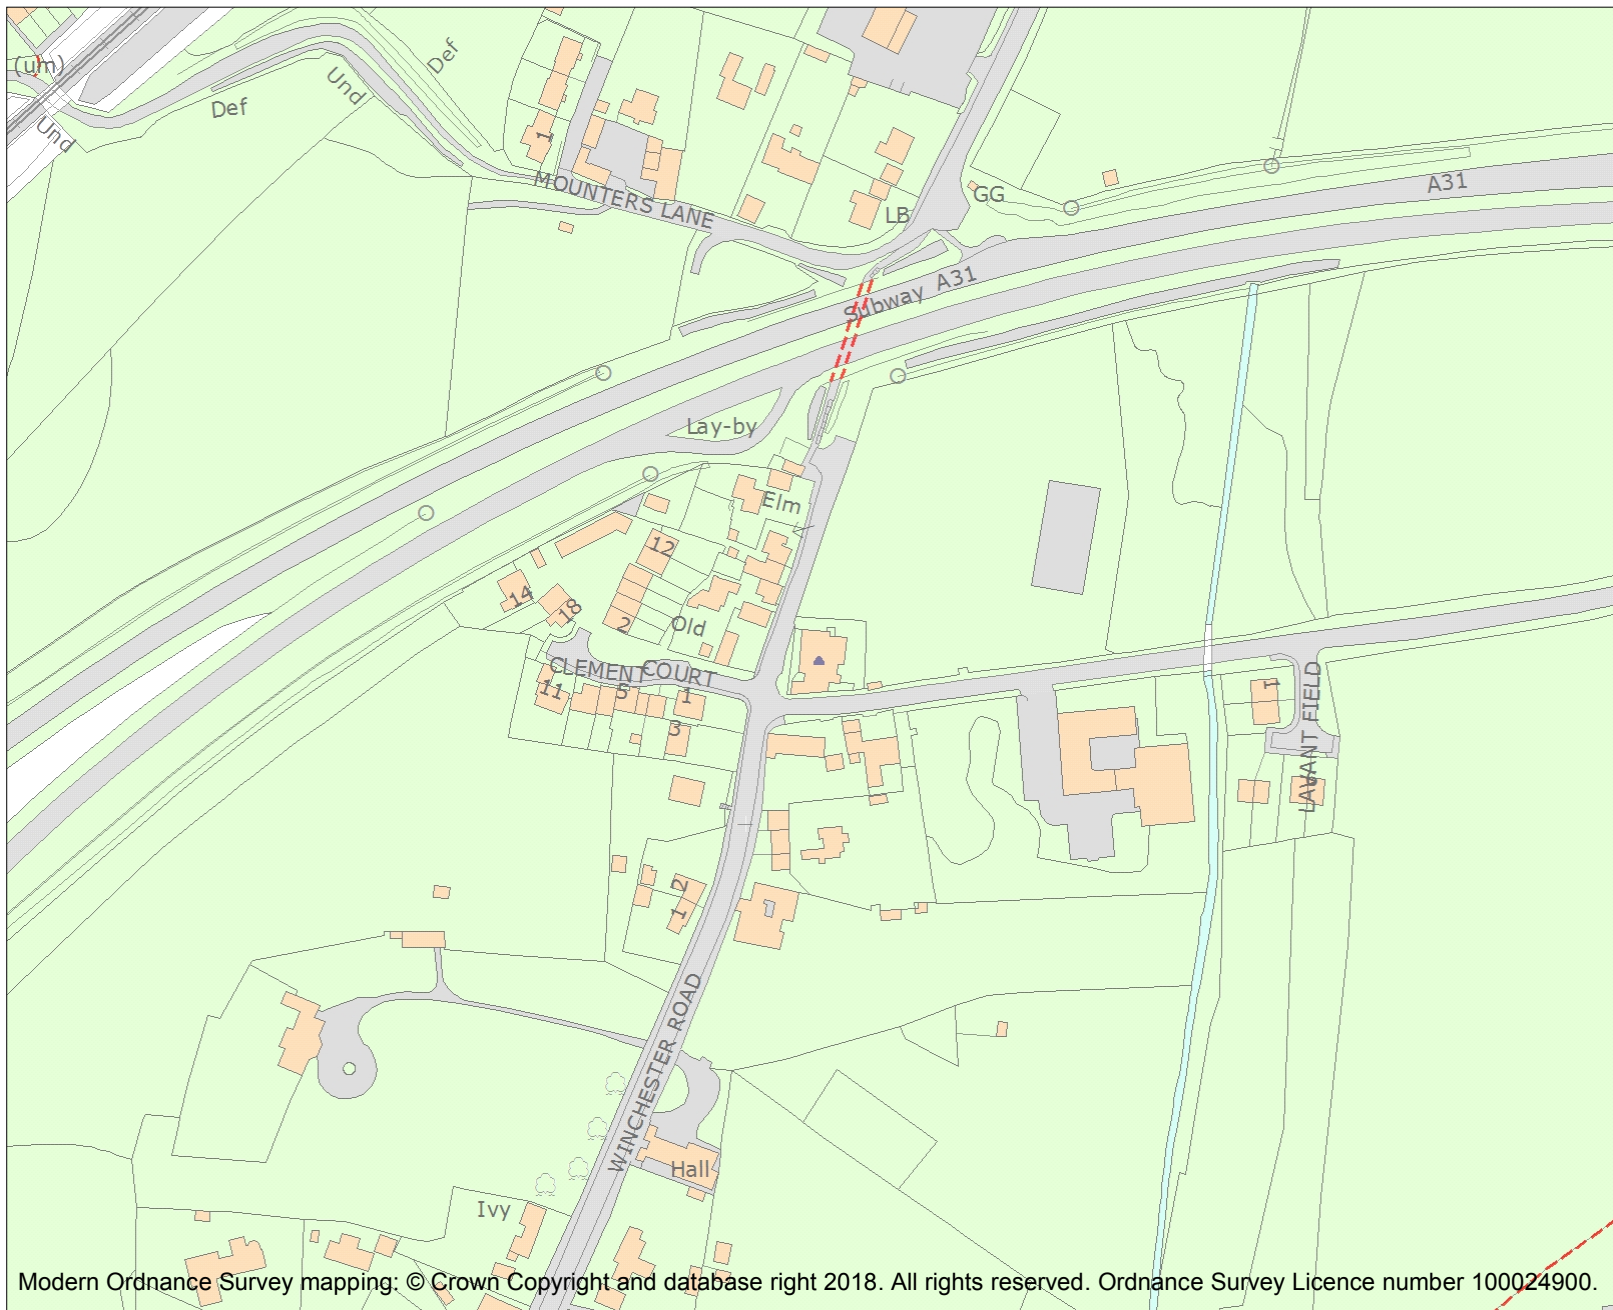 (um)
Def
Und
Def
Und
1
MOUNTERS LANE
LB
GG
A31
Subway A31
Lay-by
Elm
12
14
18
2
Old
CLEMENT COURT
11
5
1
3
1
LAVANT FIELD
2
1
WINCHESTER ROAD
Hall
Ivy
Modern Ordnance Survey mapping: © Crown Copyright and database right 2018. All rights reserved. Ordnance Survey Licence number 100024900.